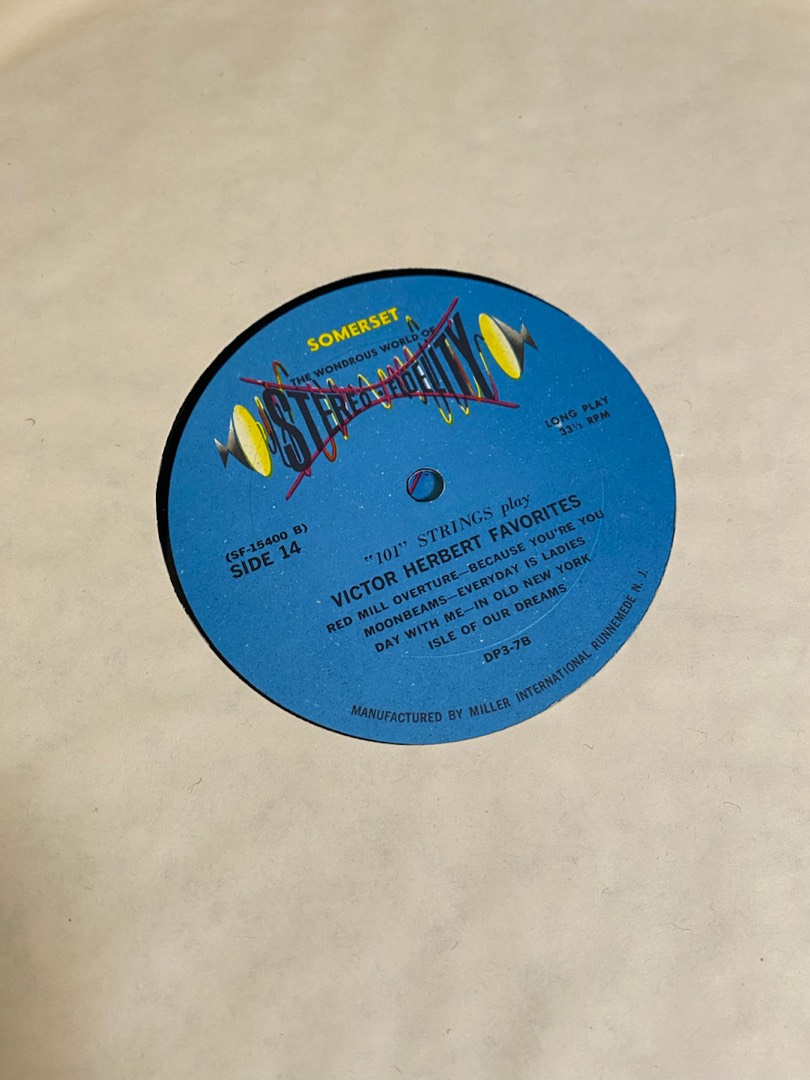 SOMERSET
THE WONDROUS WORLD OF
STEREO-FIDELITY
LONG PLAY
33⅓ RPM
(SF-15400 B)
SIDE 14
"101" STRINGS play
VICTOR HERBERT FAVORITES
RED MILL OVERTURE—BECAUSE YOU'RE YOU
MOONBEAMS—EVERYDAY IS LADIES
DAY WITH ME—IN OLD NEW YORK
ISLE OF OUR DREAMS
DP3-7B
MANUFACTURED BY MILLER INTERNATIONAL RUNNEMEDE N. J.